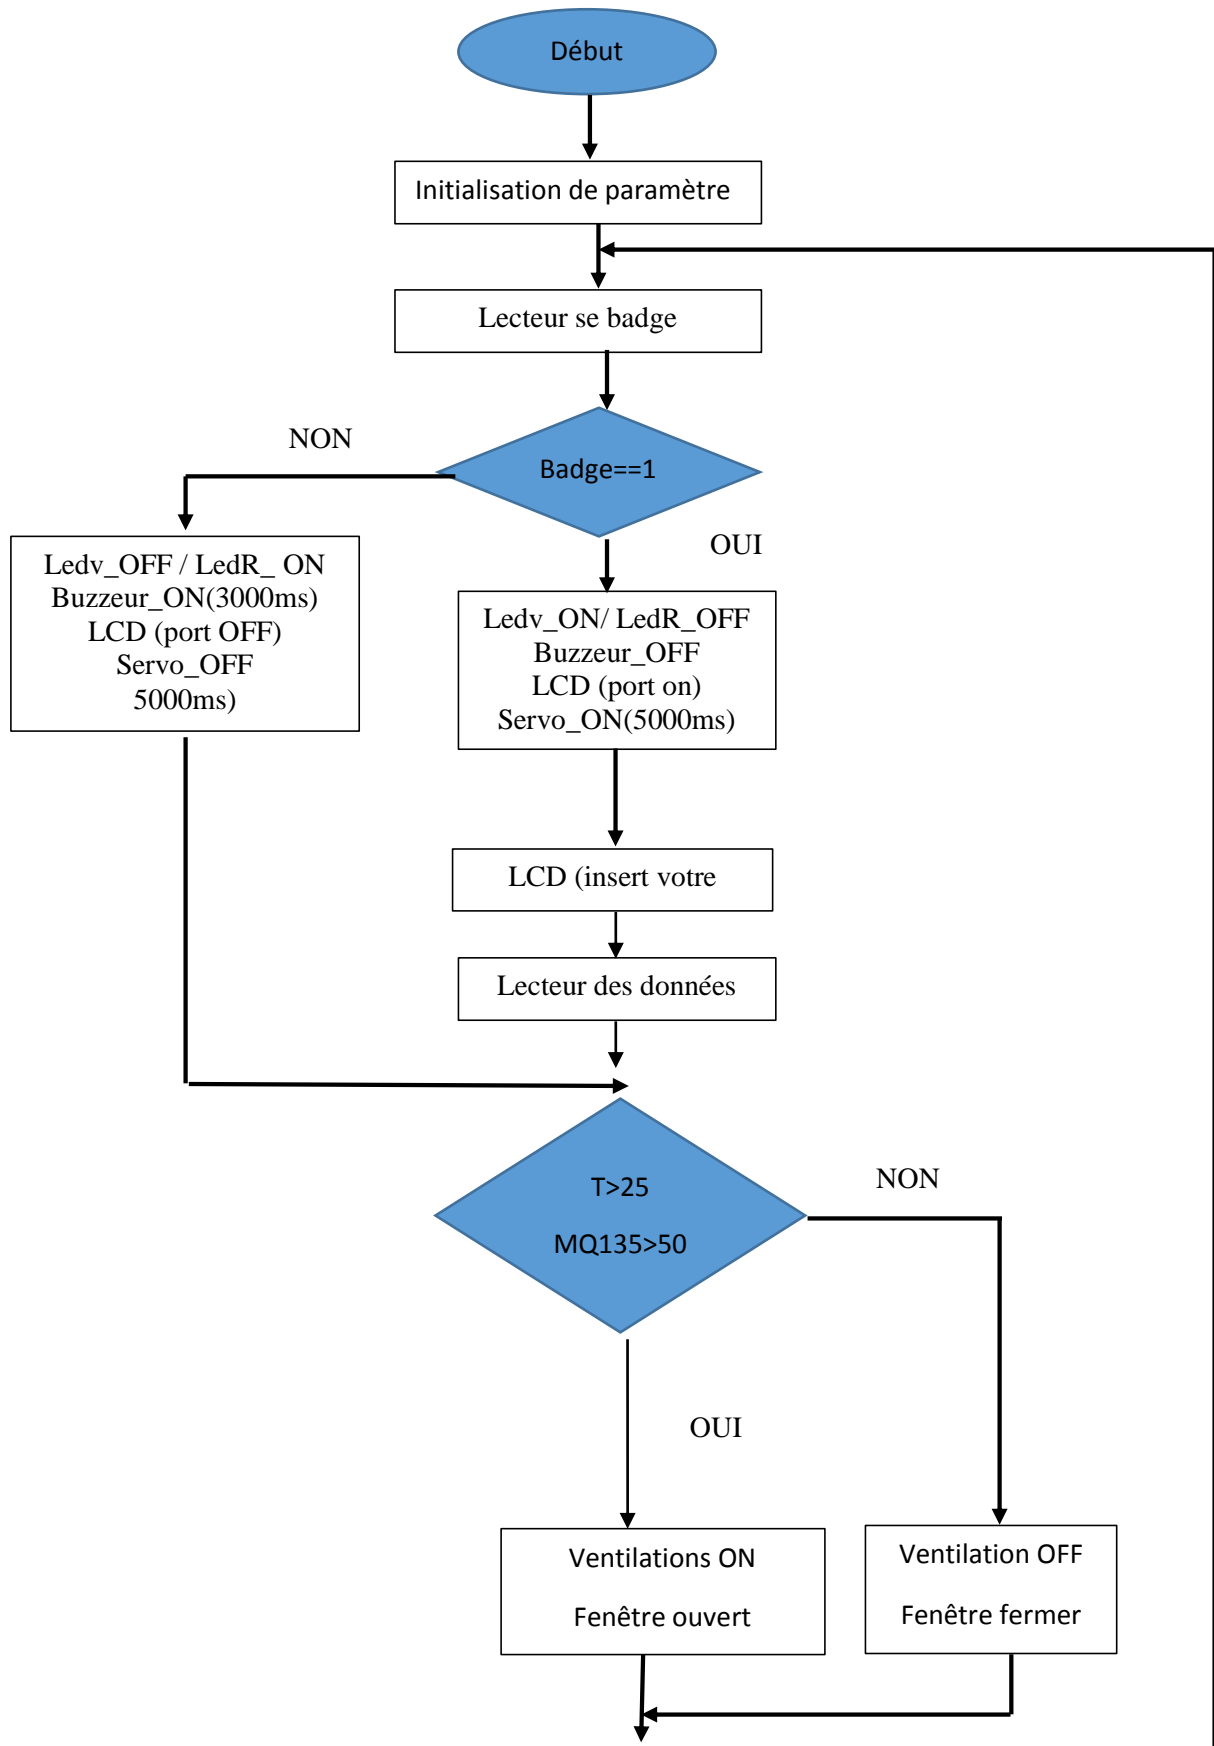 Début
Initialisation de paramètre
Lecteur se badge
NON
Badge==1
OUI
Ledv_OFF / LedR_ ON
Buzzeur_ON(3000ms)
LCD (port OFF)
Servo_OFF
5000ms)
Ledv_ON/ LedR_OFF
Buzzeur_OFF
LCD (port on)
Servo_ON(5000ms)
LCD (insert votre
Lecteur des données
T>25
MQ135>50
NON
OUI
Ventilations ON
Fenêtre ouvert
Ventilation OFF
Fenêtre fermer